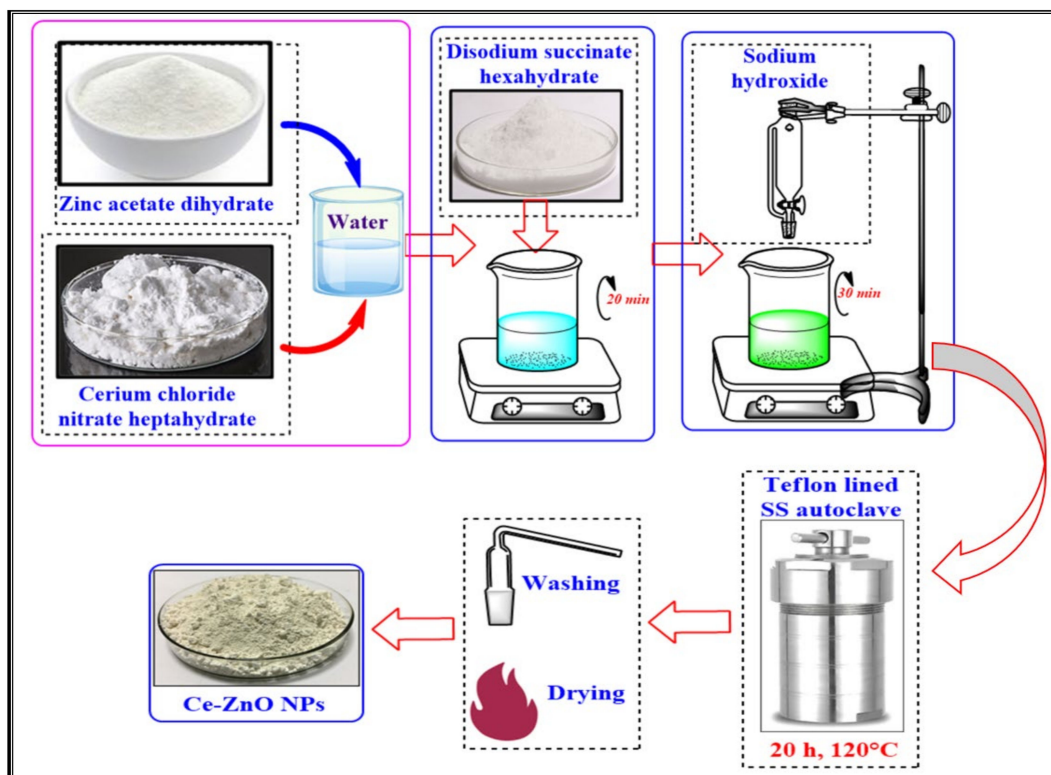 Zinc acetate dihydrate
Cerium chloride
nitrate heptahydrate
Water
Disodium succinate
hexahydrate
20 min
Sodium
hydroxide
30 min
Teflon lined
SS autoclave
20 h, 120°C
Washing
Drying
Ce-ZnO NPs